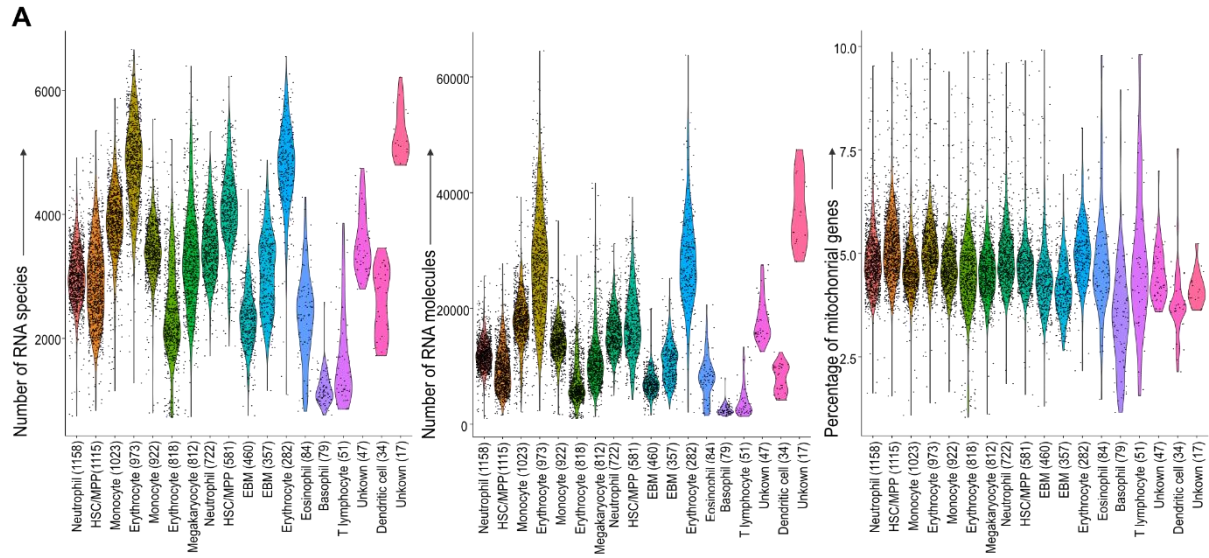 A
Number of RNA species
6000
4000
2000
Neutrophil (1158)
HSC/MPP (1115)
Monocyte (1023)
Erythrocyte (973)
Monocyte (922)
Erythrocyte (818)
Megakaryocyte (812)
Neutrophil (722)
HSC/MPP (581)
EBM (460)
EBM (357)
Erythrocyte (282)
Eosinophil (84)
Basophil (79)
T lymphocyte (51)
Unknown (47)
Dendritic cell (34)
Unknown (17)
Number of RNA molecules
60000
40000
20000
0
Neutrophil (1158)
HSC/MPP(1115)
Monocyte (1023)
Erythrocyte (973)
Monocyte (922)
Erythrocyte (818)
Megakaryocyte (812)
Neutrophil (722)
HSC/MPP (581)
EBM (460)
EBM (357)
Erythrocyte (282)
Eosinophil (84)
Basophil (79)
T lymphocyte (51)
Unknown (47)
Dendritic cell (34)
Unknown (17)
Percentage of mitochonrial genes
10.0
7.5
5.0
2.5
Neutrophil (1158)
HSC/MPP (1115)
Monocyte (1023)
Erythrocyte (973)
Monocyte (922)
Erythrocyte (818)
Megakaryocyte (812)
Neutrophil (722)
HSC/MPP (581)
EBM (460)
EBM (357)
Erythrocyte (282)
Eosinophil (84)
Basophil (79)
T lymphocyte (51)
Unkown (47)
Dendritic cell (34)
Unkown (17)